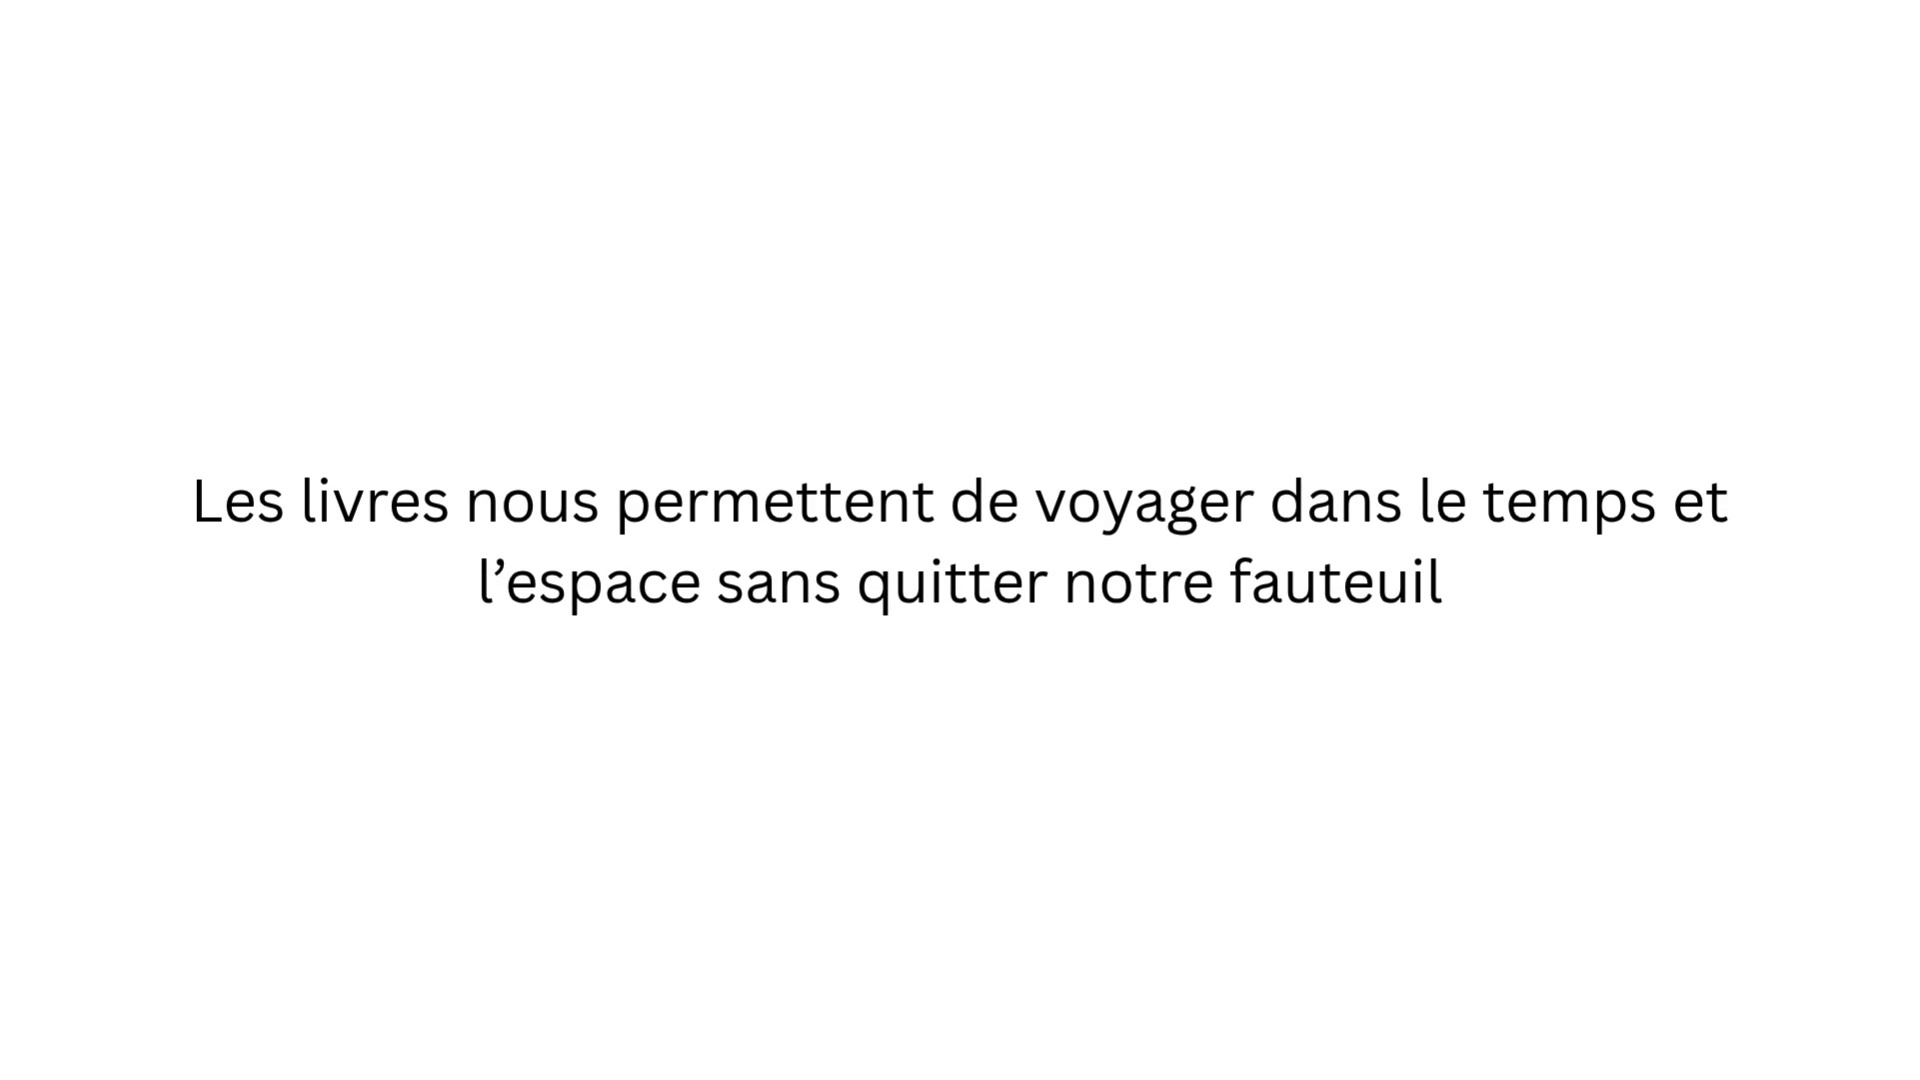 Les livres nous permettent de voyager dans le temps et
l’espace sans quitter notre fauteuil